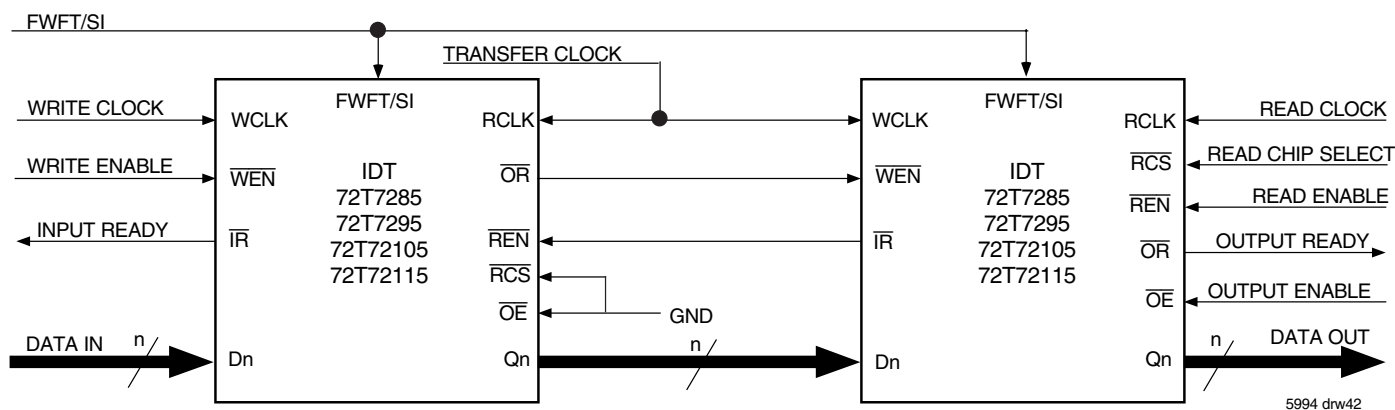 FWFT/SI
TRANSFER CLOCK
WRITE CLOCK
WRITE ENABLE
INPUT READY
DATA IN
n
FWFT/SI
WCLK
RCLK
WEN
IDT
72T7285
72T7295
72T72105
72T72115
OR
IR
REN
RCS
OE
Dn
Qn
GND
n
FWFT/SI
WCLK
RCLK
WEN
IDT
72T7285
72T7295
72T72105
72T72115
RCS
REN
IR
OR
OE
Dn
Qn
READ CLOCK
READ CHIP SELECT
READ ENABLE
OUTPUT READY
OUTPUT ENABLE
n
DATA OUT
5994 drw42